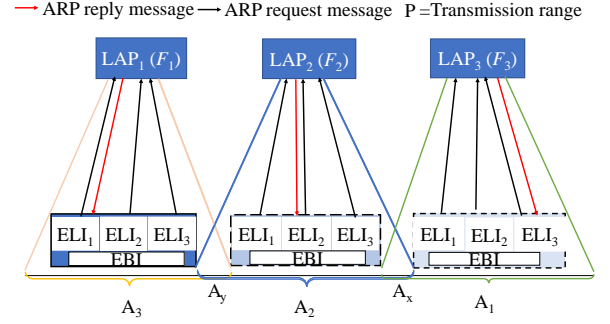 ARP reply message ARP request message P =Transmission range
LAP₁ (F₁) LAP₂ (F₂) LAP₃ (F₃)
ELI₁ ELI₂ ELI₃ ELI₁ ELI₂ ELI₃ ELI₁ ELI₂ ELI₃
EBI EBI EBI
A₃ Aᵧ A₂ Aₓ A₁